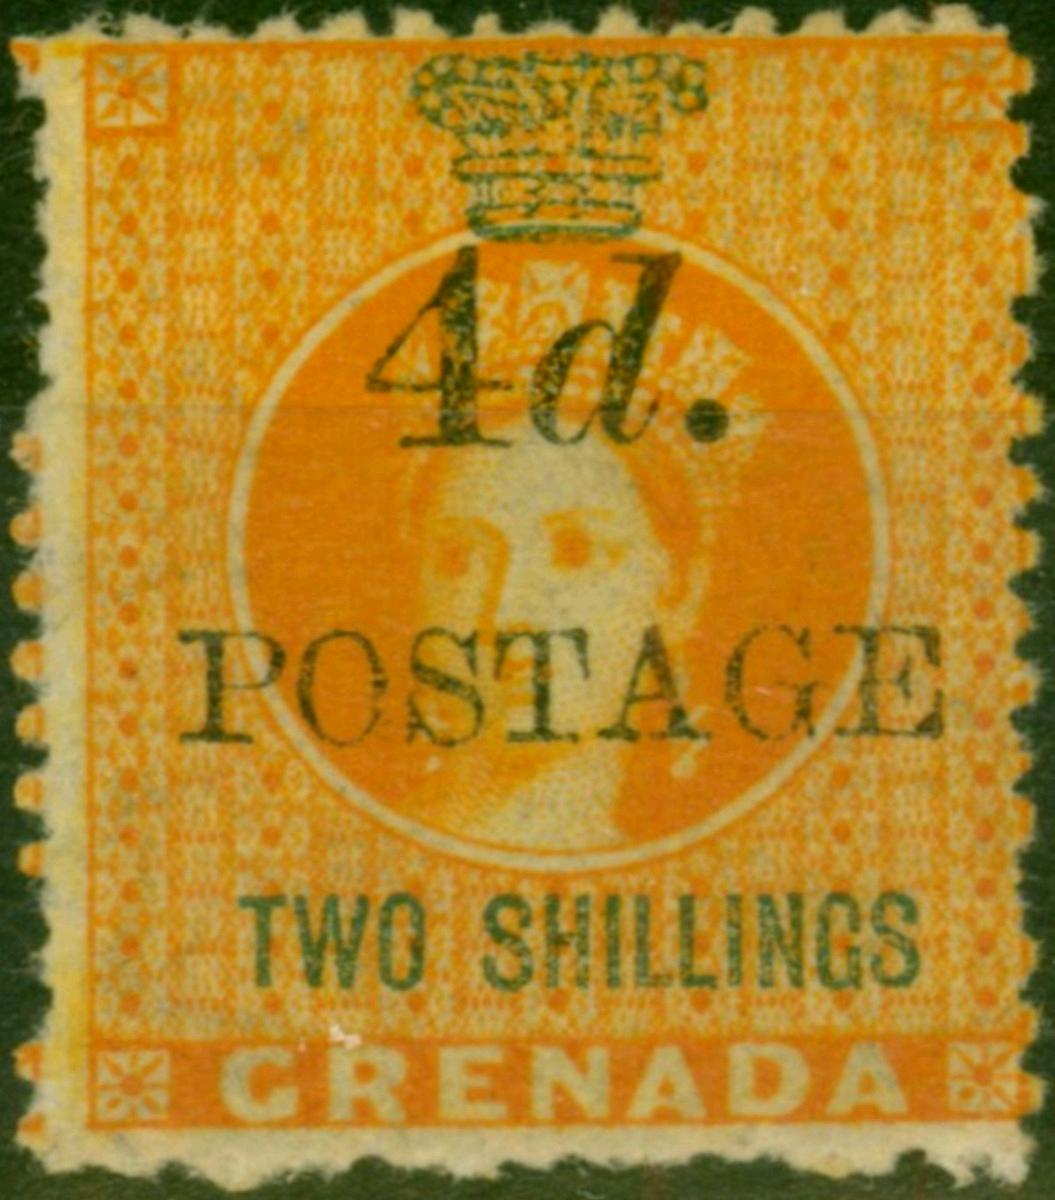 4d.
POSTAGE
TWO SHILLINGS
GRENADA